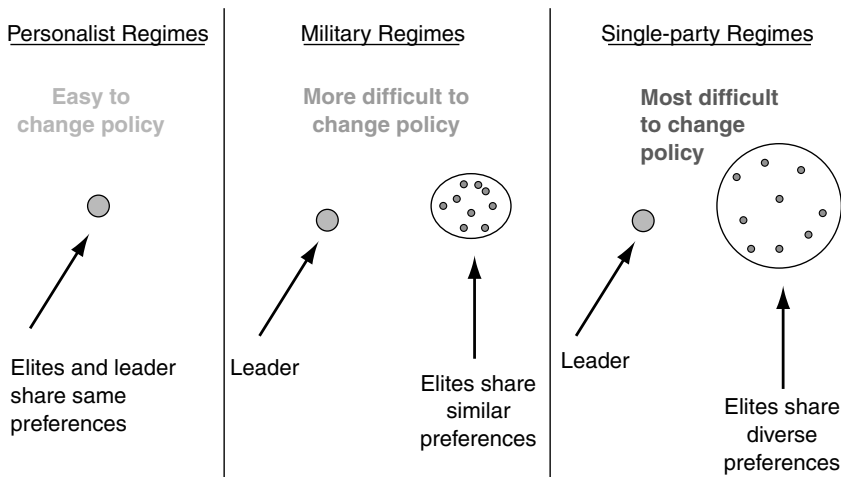 Personalist Regimes
Easy to
change policy
Elites and leader
share same
preferences
Military Regimes
More difficult to
change policy
Leader
Elites share
similar
preferences
Single-party Regimes
Most difficult
to change
policy
Leader
Elites share
diverse
preferences